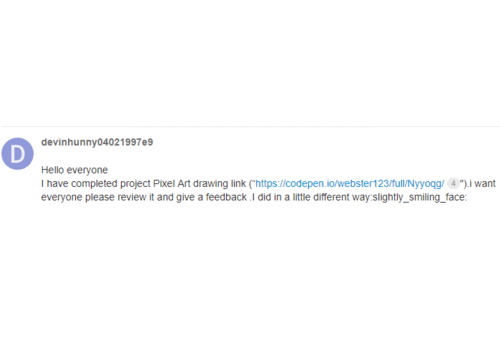 D
devinhunny04021997e9
Hello everyone
I have completed project Pixel Art drawing link ("https://codepen.io/webster123/full/Nyyoqg/ 4 ").i want
everyone please review it and give a feedback .I did in a little different way:slightly_smiling_face: